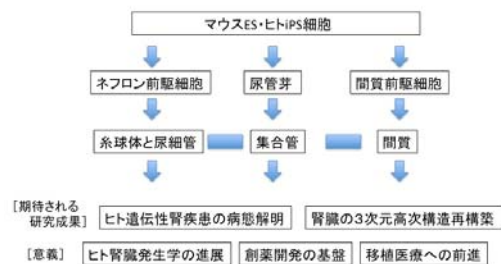 マウスES・ヒトiPS細胞
ネフロン前駆細胞
尿管芽
間質前駆細胞
糸球体と尿細管
集合管
間質
[期待される
研究成果]
ヒト遺伝性腎疾患の病態解明
腎臓の3次元高次構造再構築
[意義]
ヒト腎臓発生学の進展
創薬開発の基盤
移植医療への前進